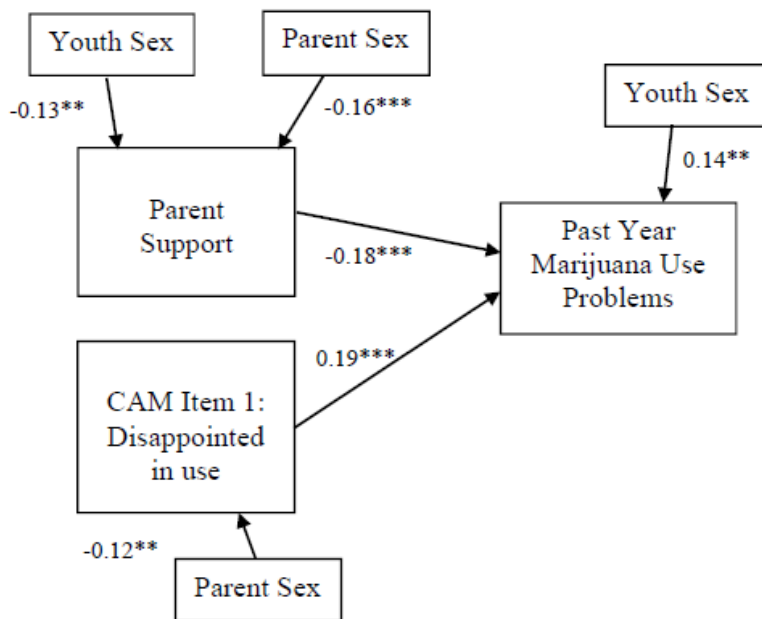 Youth Sex
Parent Sex
-0.13**
-0.16***
Youth Sex
0.14**
Parent
Support
-0.18***
Past Year
Marijuana Use
Problems
0.19***
CAM Item 1:
Disappointed
in use
-0.12**
Parent Sex